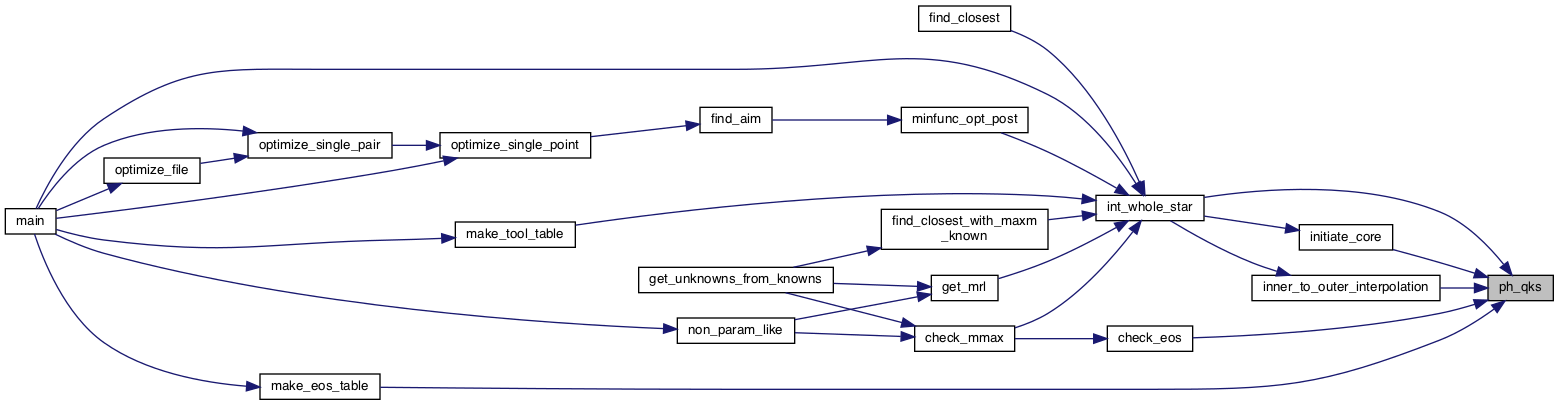 find_closest
find_aim
minfunc_opt_post
optimize_single_pair
optimize_single_point
optimize_file
main
make_tool_table
find_closest_with_maxm
_known
int_whole_star
initiate_core
get_unknowns_from_knowns
get_mrl
inner_to_outer_interpolation
ph_qks
non_param_like
check_mmax
check_eos
make_eos_table